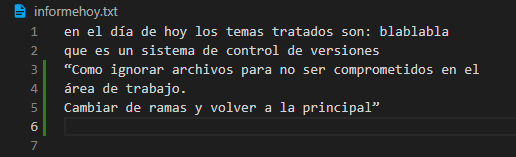 informehoy.txt
1 en el día de hoy los temas tratados son: blablabla
2 que es un sistema de control de versiones
3 “Como ignorar archivos para no ser comprometidos en el
4 área de trabajo.
5 Cambiar de ramas y volver a la principal”
6
7